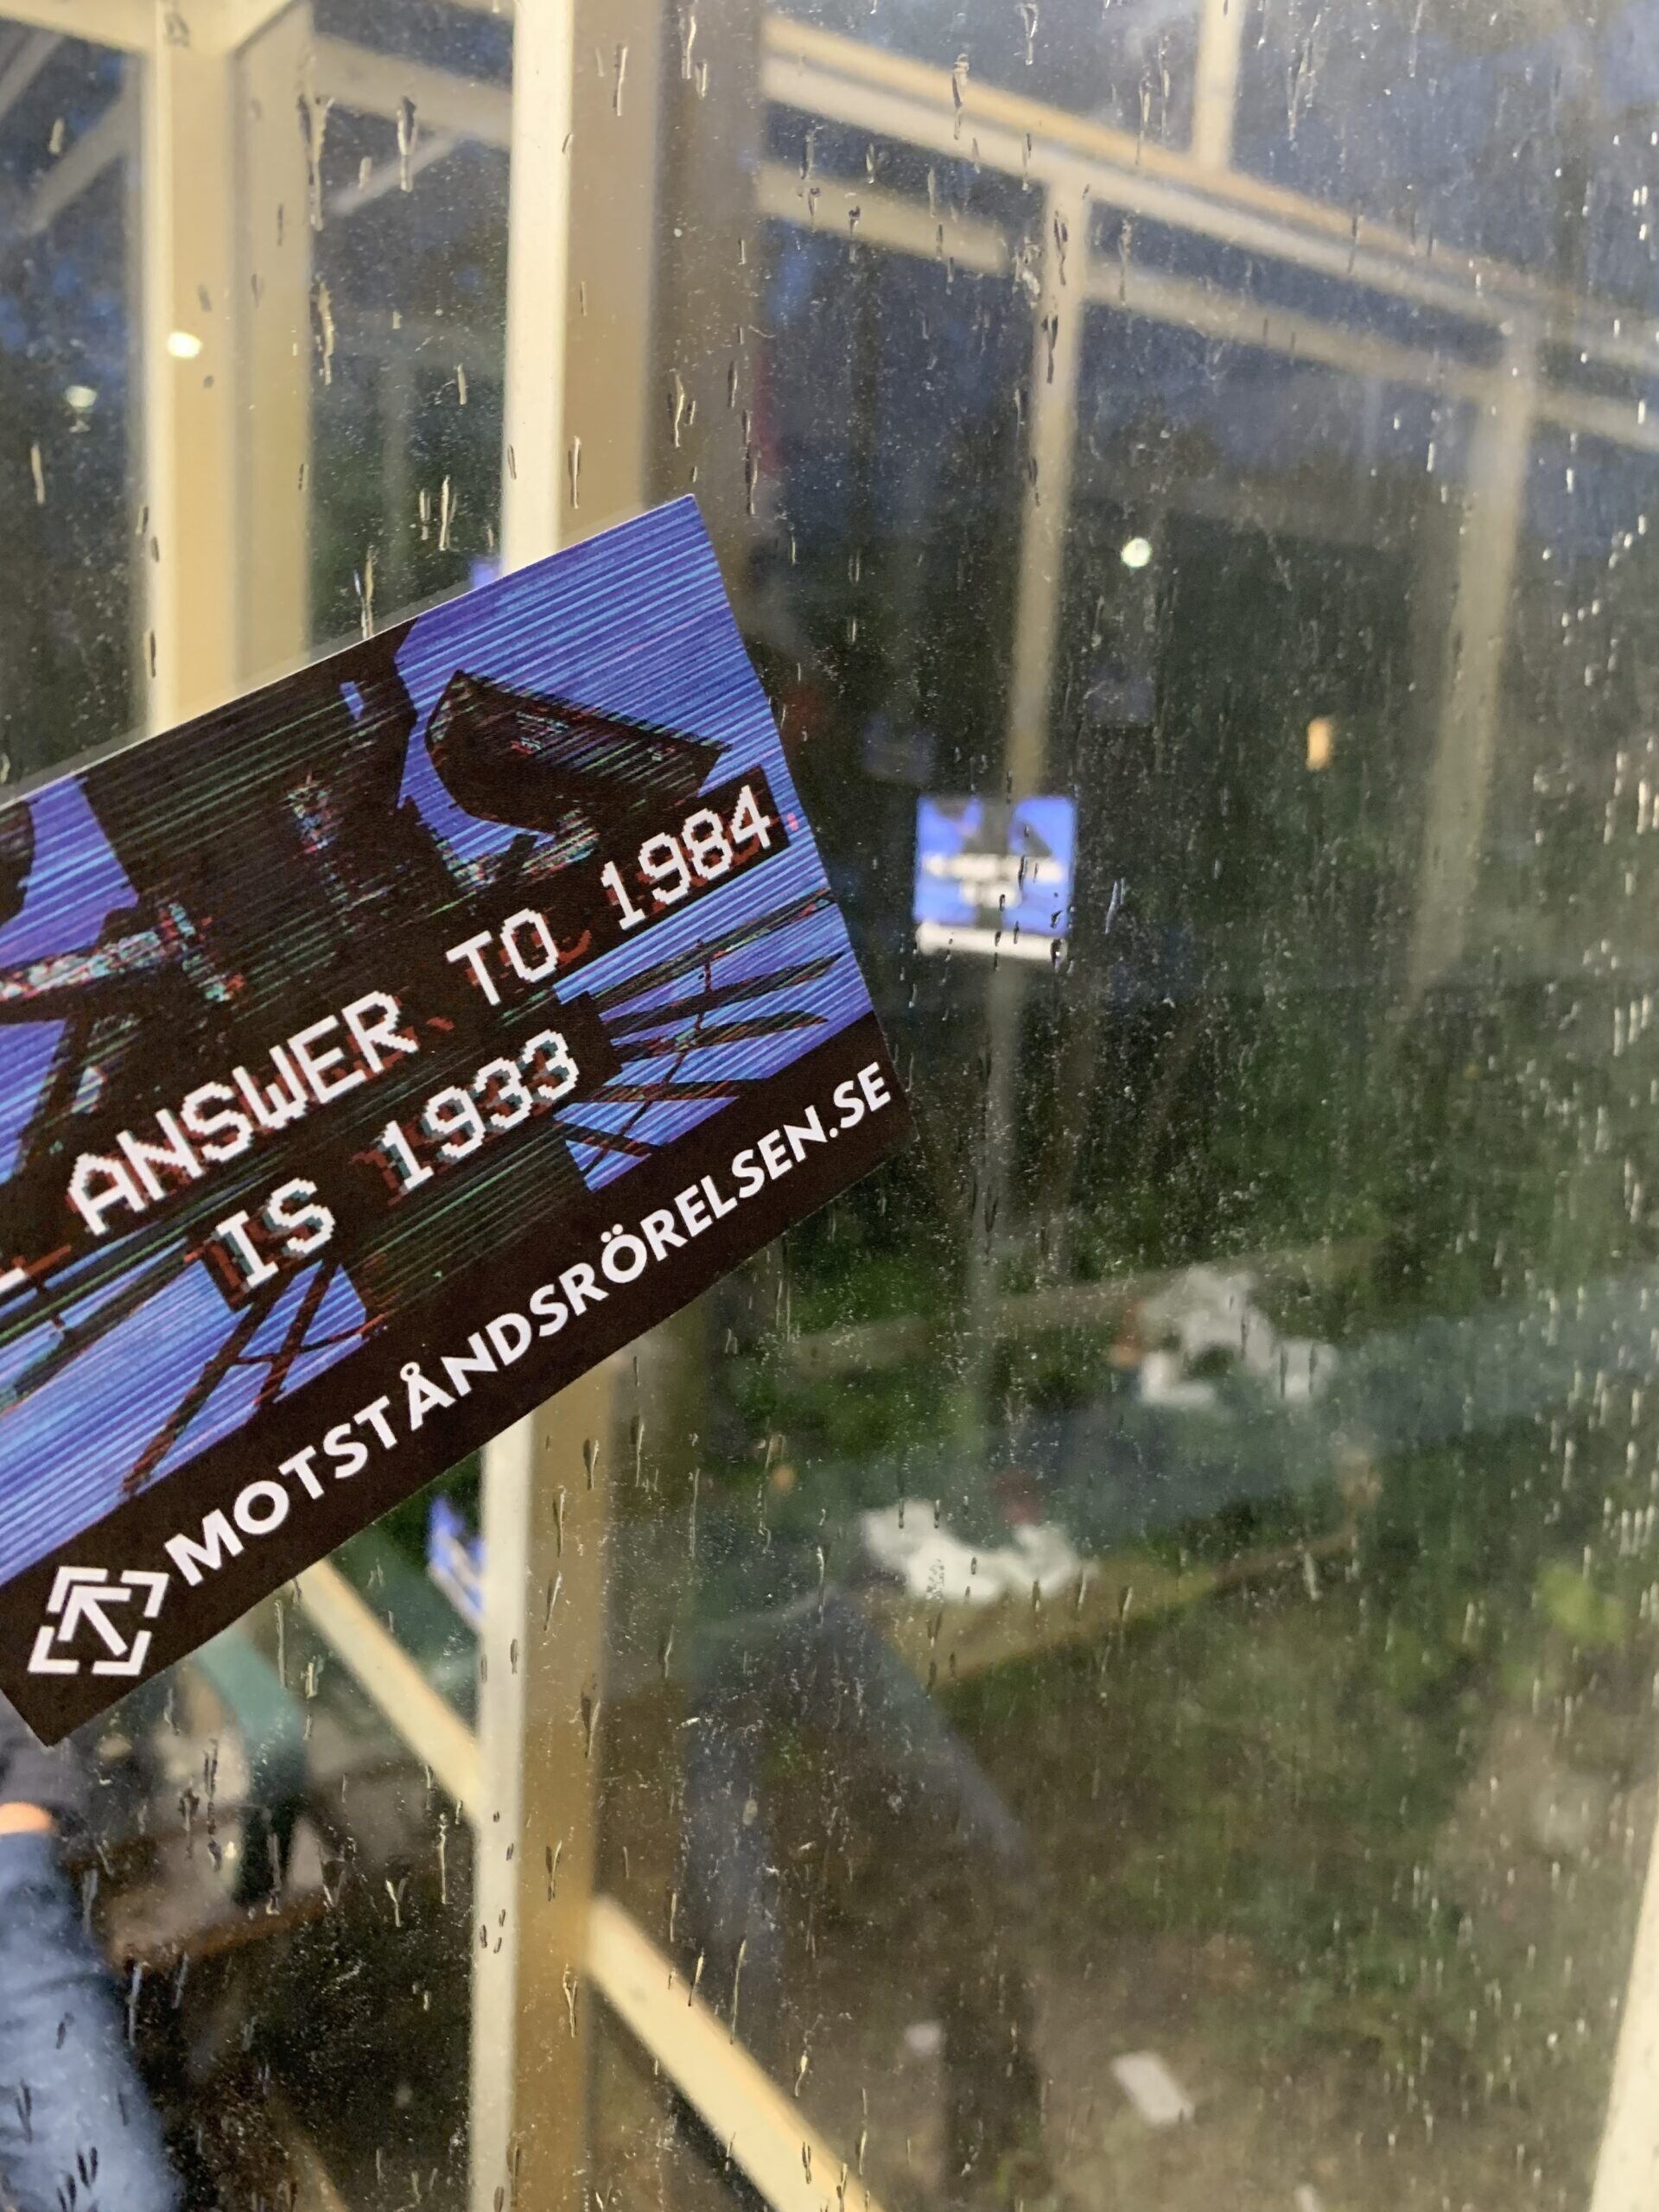 ANSWER TO 1984
IS 1933
MOTSTÅNDSRÖRELSEN.SE